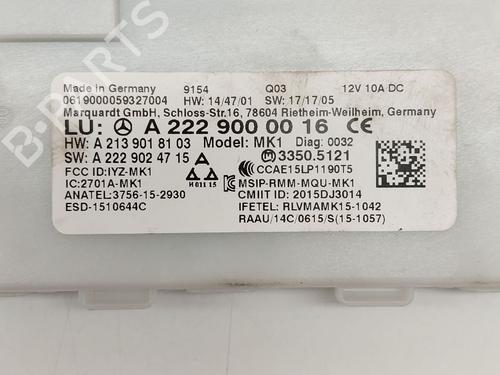 B-PARTS
Made in Germany 9154 Q03 12V 10A DC
0619000059327004 HW: 14/47/01 SW: 17/17/05
Marquardt GmbH, Schloss-Str.16, 78604 Rietheim-Weilheim, Germany
LU: A 222 900 00 16 CE
HW: A 213 901 81 03 Model: MK1 Diag: 0032
SW: A 222 902 47 15 3350.5121
FCC ID:IYZ-MK1 CCAE15LP1190T5
IC:2701A-MK1 H 011 15 MSIP-RMM-MQU-MK1
ANATEL:3756-15-2930 CMIIT ID: 2015DJ3014
ESD-1510644C IFETEL: RLVMAMK15-1042
RAAU/14C/0615/S(15-1057)